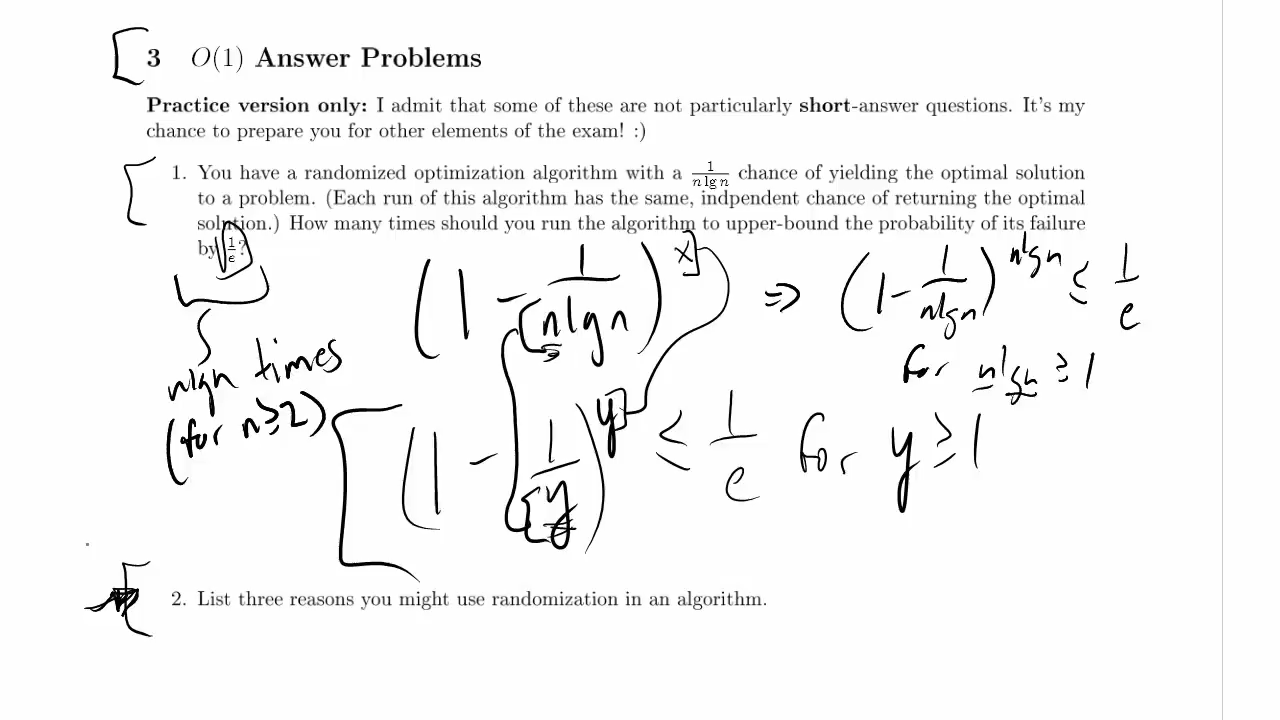 3 O(1) Answer Problems
Practice version only: I admit that some of these are not particularly short-answer questions. It's my
chance to prepare you for other elements of the exam! :)
1. You have a randomized optimization algorithm with a 1/(n lg n) chance of yielding the optimal solution
to a problem. (Each run of this algorithm has the same, indpendent chance of returning the optimal
solution.) How many times should you run the algorithm to upper-bound the probability of its failure
by 1/e?
(1 - 1/(n lg n))^x ⇒ (1 - 1/(n lg n))^(n lg n) ≤ 1/e
for n lg n ≥ 1
n lg n times
(for n ≥ 2)
(1 - 1/y)^y ≤ 1/e for y ≥ 1
2. List three reasons you might use randomization in an algorithm.